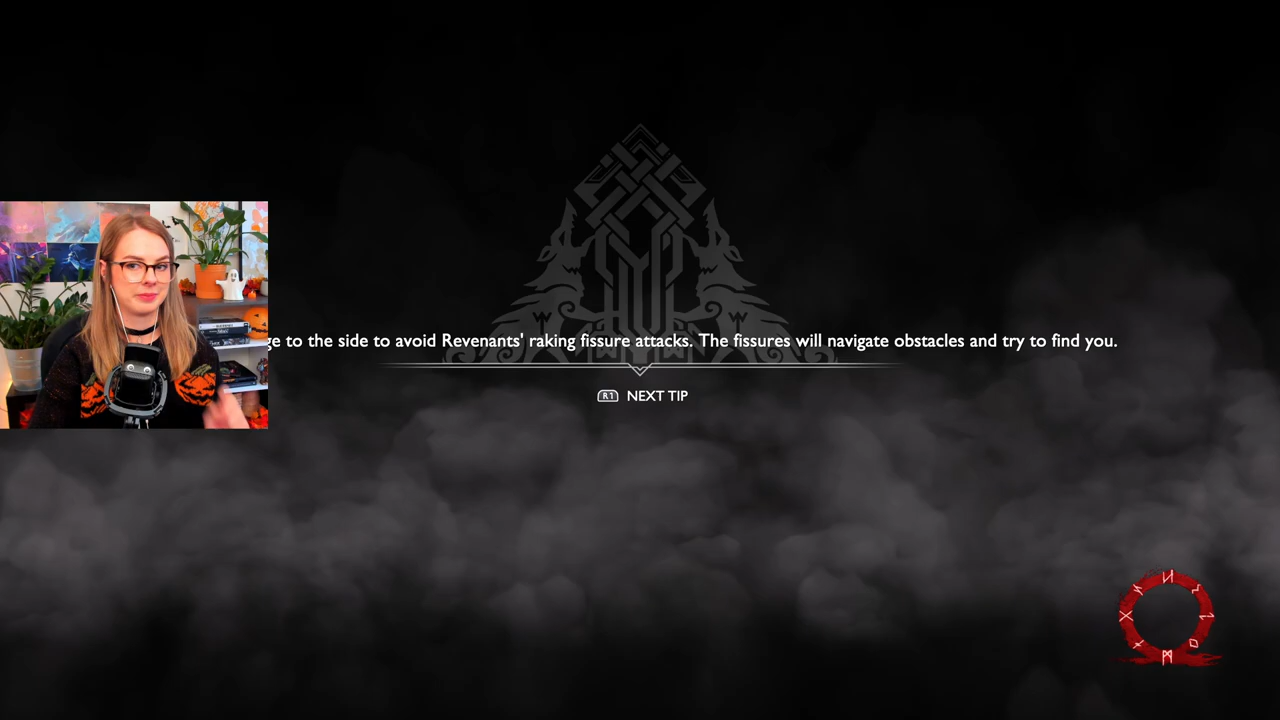 to the side to avoid Revenants' raking fissure attacks. The fissures will navigate obstacles and try to find you.
R1 NEXT TIP